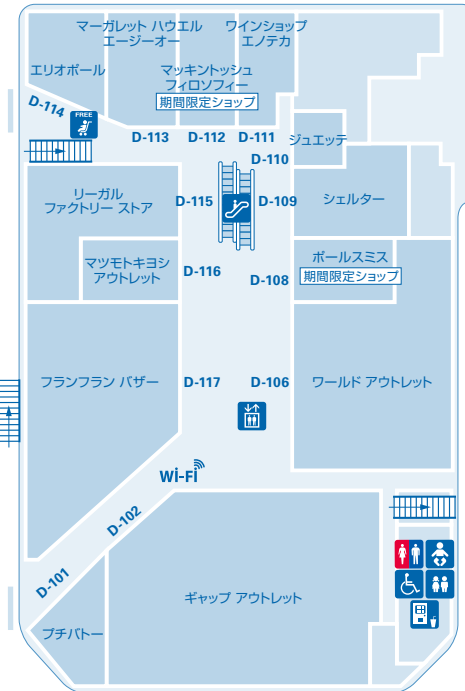 マーガレット ハウエル
エージーオー
ワインショップ
エノテカ
エリオポール
マッキントッシュ
フィロソフィー
期間限定ショップ
D-114
FREE
D-113
D-112
D-111
ジュエッテ
D-110
リーガル
ファクトリー ストア
D-115
D-109
シェルター
マツモトキヨシ
アウトレット
D-116
D-108
ポールスミス
期間限定ショップ
フランフラン バザー
D-117
D-106
ワールド アウトレット
Wi-Fi
D-102
D-101
ギャップ アウトレット
プチバトー